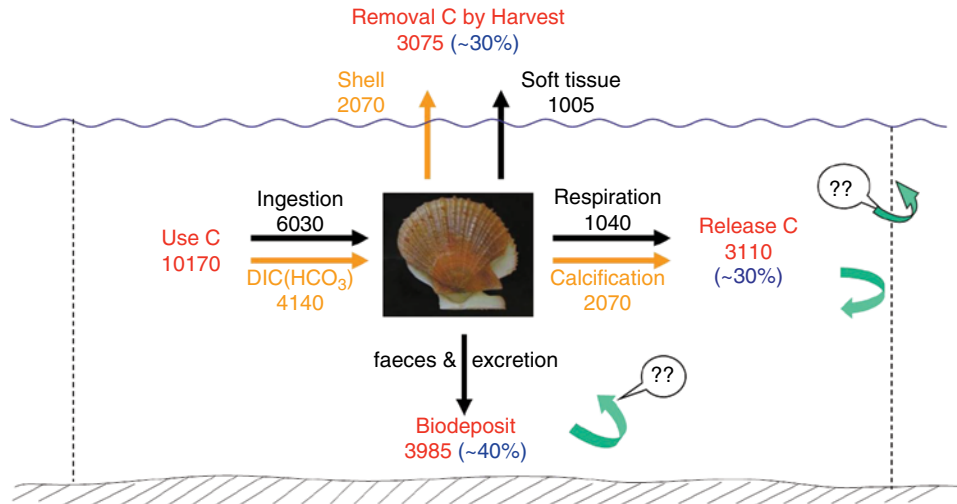 Removal C by Harvest
3075 (~30%)
Shell
2070
Soft tissue
1005
Ingestion
6030
Use C
10170
DIC(HCO₃)
4140
Respiration
1040
Calcification
2070
Release C
3110
(~30%)
??
faeces & excretion
Biodeposit
3985 (~40%)
??